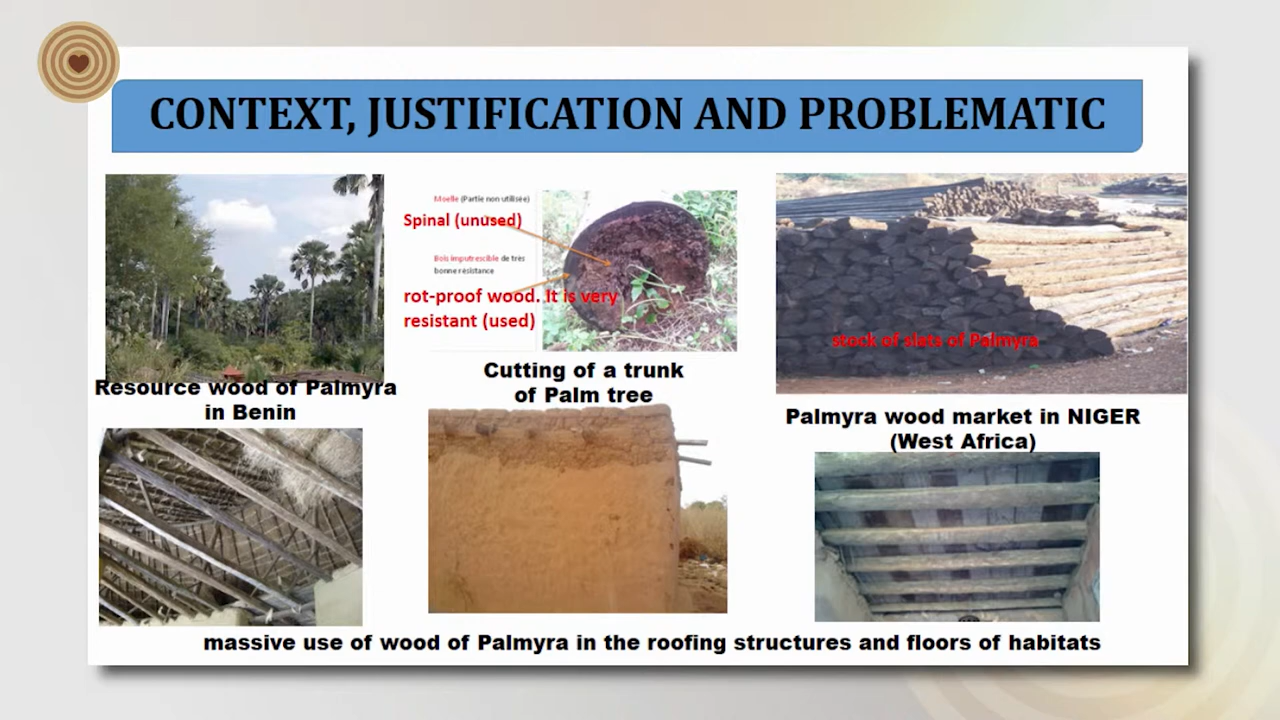 CONTEXT, JUSTIFICATION AND PROBLEMATIC
Moelle (Partie non utilisée)
Spinal (unused)
Bois imputrescible de très
bonne résistance
rot-proof wood. It is very
resistant (used)
stock of slats of Palmyra
Resource wood of Palmyra
in Benin
Cutting of a trunk
of Palm tree
Palmyra wood market in NIGER
(West Africa)
massive use of wood of Palmyra in the roofing structures and floors of habitats